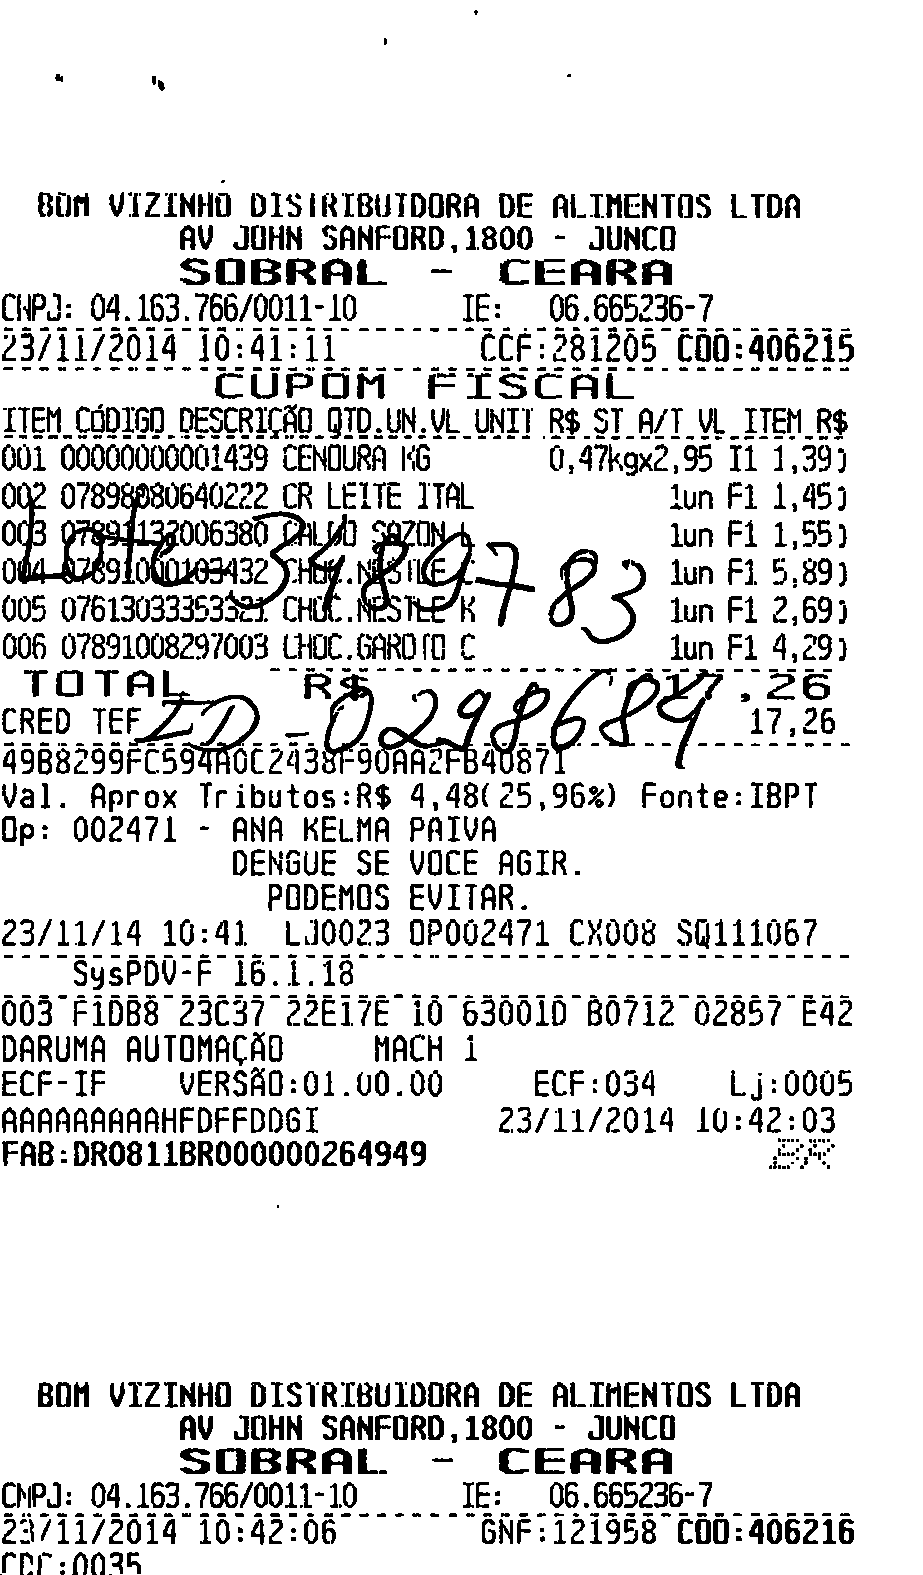 BOM VIZINHO DISTRIBUIDORA DE ALIMENTOS LTDA
AV JOHN SANFORD,1800 - JUNCO
SOBRAL - CEARA
CNPJ: 04.163.766/0011-10 IE: 06.665236-7
23/11/2014 10:41:11 CCF:281205 COO:406215
CUPOM FISCAL
ITEM CÓDIGO DESCRIÇÃO QTD.UN.VL UNIT R$ ST A/T VL ITEM R$
001 00000000001439 CENOURA KG 0,47kgx2,95 I1 1,39
002 07898080640222 CR LEITE ITAL 1un F1 1,45
003 07891132006380 CALDO SAZON L 1un F1 1,55
Lote-3489783
004 07891000103432 CHOC.NESTLE C 1un F1 5,89
005 07613033353321 CHOC.NESTLE K 1un F1 2,69
006 07891008297003 CHOC.GAROTO C 1un F1 4,29
TOTAL R$ 17,26
ID - 0298684
CRED TEF 17,26
49B8299FC594A0C2438F90AA2FB40871
Val. Aprox Tributos:R$ 4,48(25,96%) Fonte:IBPT
Op: 002471 - ANA KELMA PAIVA
DENGUE SE VOCE AGIR.
PODEMOS EVITAR.
23/11/14 10:41 LJ0023 OP002471 CX008 SQ111067
SysPDV-F 16.1.18
003 F1DB8 23C37 22E17E 10 63001D B0712 02857 E42
DARUMA AUTOMAÇÃO MACH 1
ECF-IF VERSÃO:01.00.00 ECF:034 Lj:0005
AAAAAAAAAAHFDFFDDGI 23/11/2014 10:42:03
FAB:DR0811BR000000264949 BR
BOM VIZINHO DISTRIBUIDORA DE ALIMENTOS LTDA
AV JOHN SANFORD,1800 - JUNCO
SOBRAL - CEARA
CNPJ: 04.163.766/0011-10 IE: 06.665236-7
23/11/2014 10:42:06 GNF:121958 COO:406216
CDC:0035